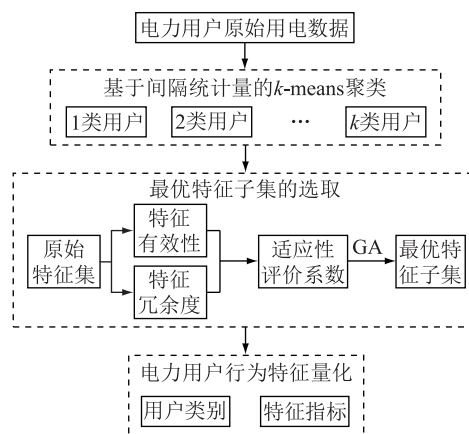 电力用户原始用电数据
基于间隔统计量的k-means聚类
1类用户 2类用户 … k类用户
最优特征子集的选取
原始
特征集
特征
有效性
特征
冗余度
适应性
评价系数
GA
最优特
征子集
电力用户行为特征量化
用户类别 特征指标